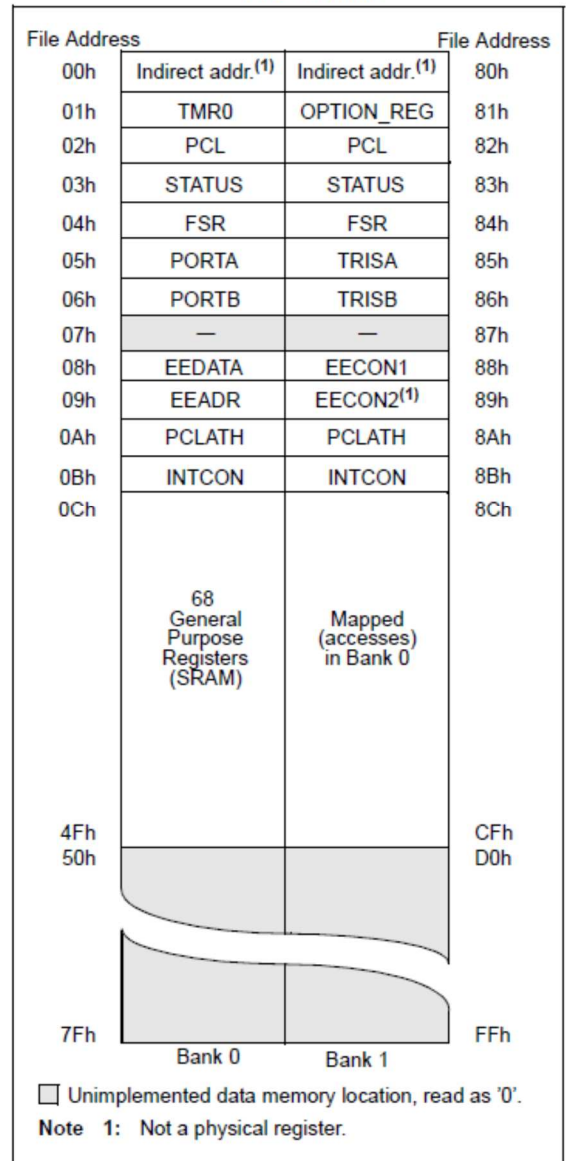 File Address File Address
00h Indirect addr.(1) Indirect addr.(1) 80h
01h TMR0 OPTION_REG 81h
02h PCL PCL 82h
03h STATUS STATUS 83h
04h FSR FSR 84h
05h PORTA TRISA 85h
06h PORTB TRISB 86h
07h — — 87h
08h EEDATA EECON1 88h
09h EEADR EECON2(1) 89h
0Ah PCLATH PCLATH 8Ah
0Bh INTCON INTCON 8Bh
0Ch 8Ch
68
General Mapped
Purpose (accesses)
Registers in Bank 0
(SRAM)
4Fh CFh
50h D0h
7Fh FFh
Bank 0 Bank 1
Unimplemented data memory location, read as '0'.
Note 1: Not a physical register.